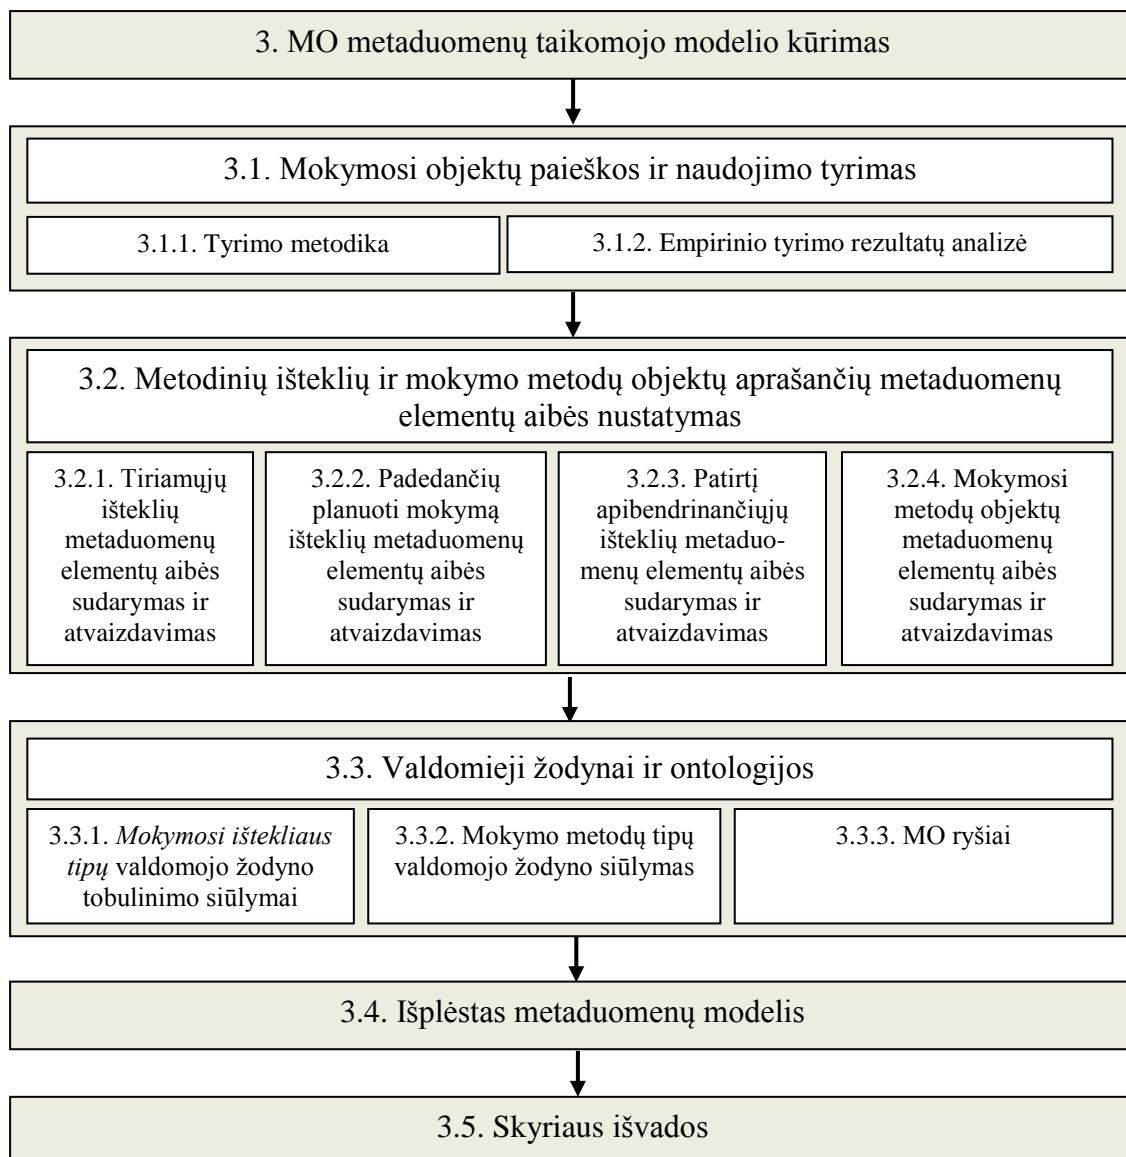 3. MO metaduomenų taikomojo modelio kūrimas
3.1. Mokymosi objektų paieškos ir naudojimo tyrimas
3.1.1. Tyrimo metodika
3.1.2. Empirinio tyrimo rezultatų analizė
3.2. Metodinių išteklių ir mokymo metodų objektų aprašančių metaduomenų
elementų aibės nustatymas
3.2.1. Tiriamųjų
išteklių
metaduomenų
elementų aibės
sudarymas ir
atvaizdavimas
3.2.2. Padedančių
planuoti mokymą
išteklių metaduomenų
elementų aibės
sudarymas ir
atvaizdavimas
3.2.3. Patirtį
apibendrinančiųjų
išteklių metaduo-
menų elementų aibės
sudarymas ir
atvaizdavimas
3.2.4. Mokymosi
metodų objektų
metaduomenų
elementų aibės
sudarymas ir
atvaizdavimas
3.3. Valdomieji žodynai ir ontologijos
3.3.1. Mokymosi ištekliaus
tipų valdomojo žodyno
tobulinimo siūlymai
3.3.2. Mokymo metodų tipų
valdomojo žodyno siūlymas
3.3.3. MO ryšiai
3.4. Išplėstas metaduomenų modelis
3.5. Skyriaus išvados